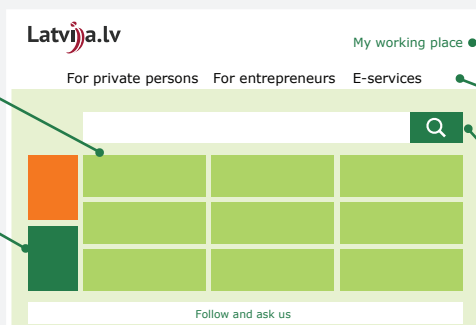 Latvija.lv
My working place
For private persons For entrepreneurs E-services
Follow and ask us